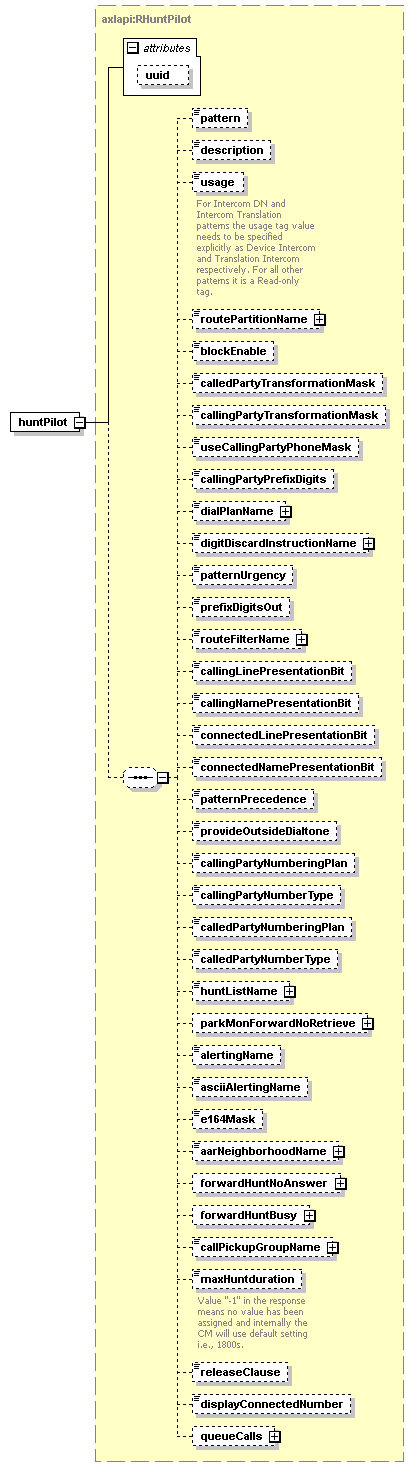 axlapi:RHuntPilot
attributes
uuid
pattern
description
usage
For Intercom DN and
Intercom Translation
patterns the usage tag value
needs to be specified
explicitly as Device Intercom
and Translation Intercom
respectively. For all other
patterns it is a Read-only
tag.
routePartitionName
blockEnable
calledPartyTransformationMask
callingPartyTransformationMask
huntPilot
useCallingPartyPhoneMask
callingPartyPrefixDigits
dialPlanName
digitDiscardInstructionName
patternUrgency
prefixDigitsOut
routeFilterName
callingLinePresentationBit
callingNamePresentationBit
connectedLinePresentationBit
connectedNamePresentationBit
patternPrecedence
provideOutsideDialtone
callingPartyNumberingPlan
callingPartyNumberType
calledPartyNumberingPlan
calledPartyNumberType
huntListName
parkMonForwardNoRetrieve
alertingName
asciiAlertingName
e164Mask
aarNeighborhoodName
forwardHuntNoAnswer
forwardHuntBusy
callPickupGroupName
maxHuntduration
Value "-1" in the response
means no value has been
assigned and internally the
CM will use default setting
i.e., 1800s.
releaseClause
displayConnectedNumber
queueCalls